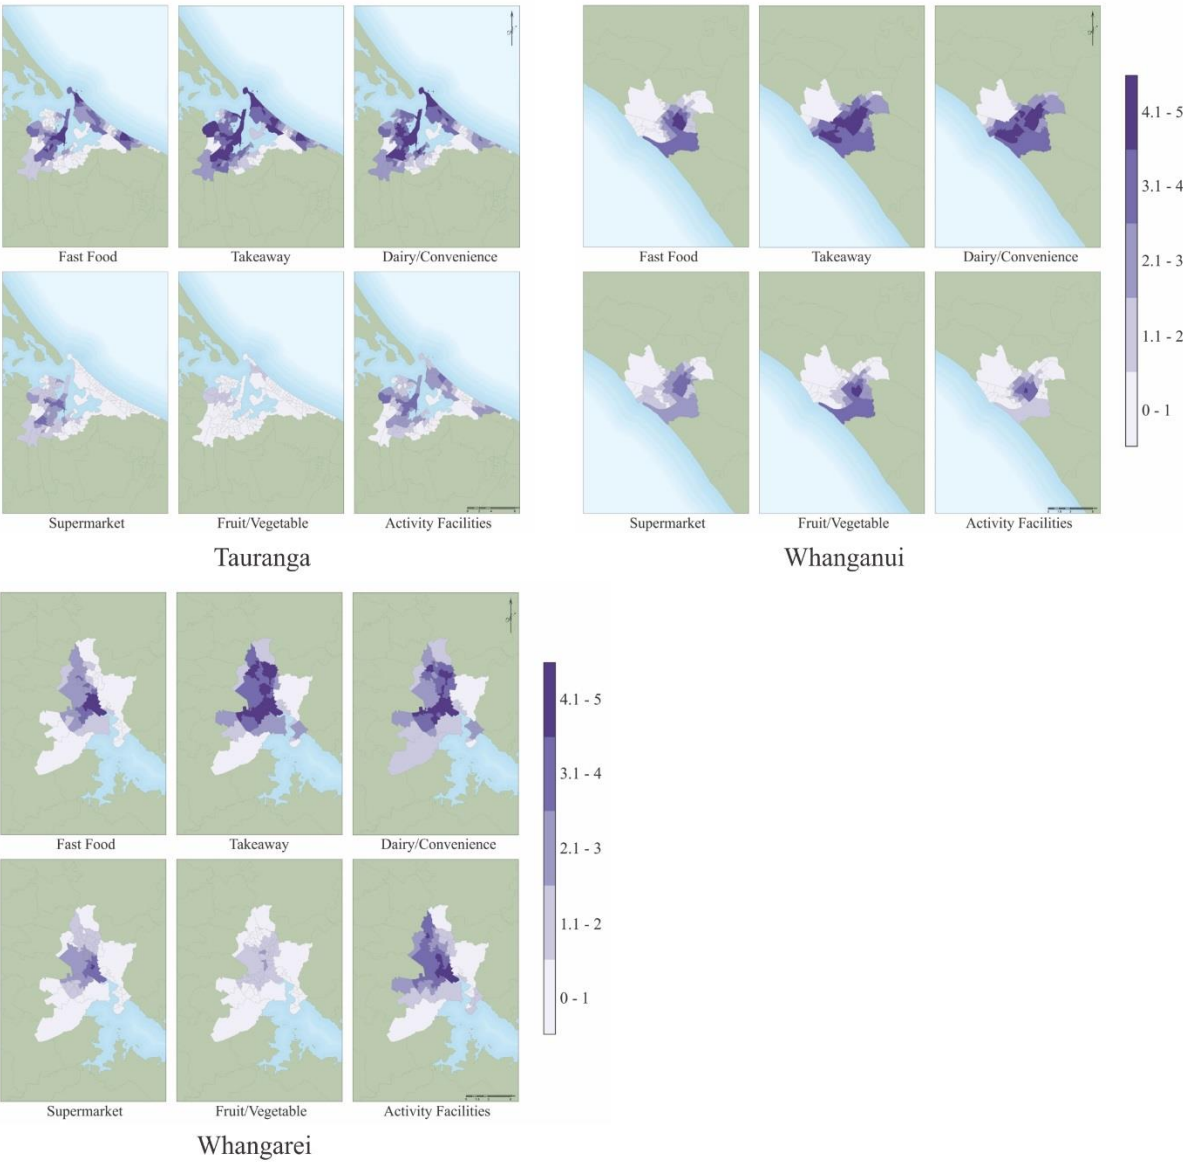 Fast Food
Takeaway
Dairy/Convenience
Supermarket
Fruit/Vegetable
Activity Facilities
Tauranga
Fast Food
Takeaway
Dairy/Convenience
Supermarket
Fruit/Vegetable
Activity Facilities
Whanganui
4.1 - 5
3.1 - 4
2.1 - 3
1.1 - 2
0 - 1
Fast Food
Takeaway
Dairy/Convenience
Supermarket
Fruit/Vegetable
Activity Facilities
Whangarei
4.1 - 5
3.1 - 4
2.1 - 3
1.1 - 2
0 - 1